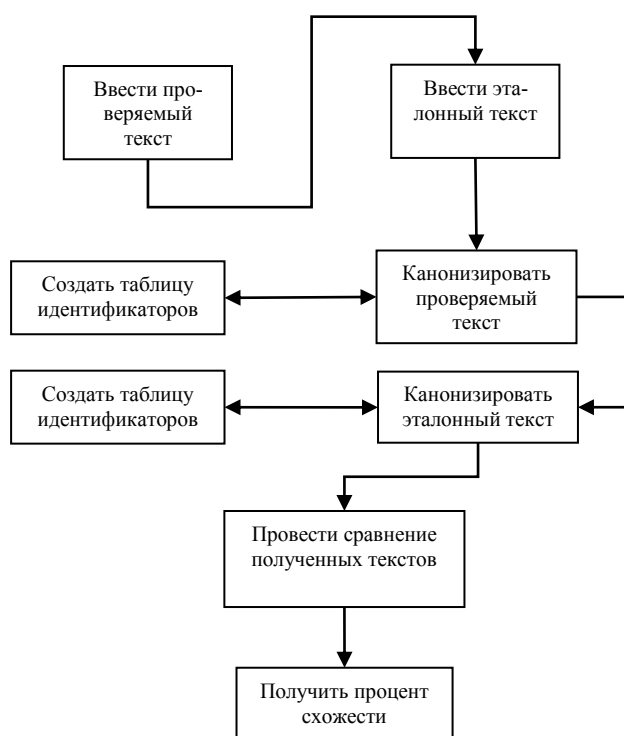 Ввести про-
веряемый
текст
Ввести эта-
лонный текст
Создать таблицу
идентификаторов
Канонизировать
проверяемый
текст
Создать таблицу
идентификаторов
Канонизировать
эталонный текст
Провести сравнение
полученных текстов
Получить процент
схожести